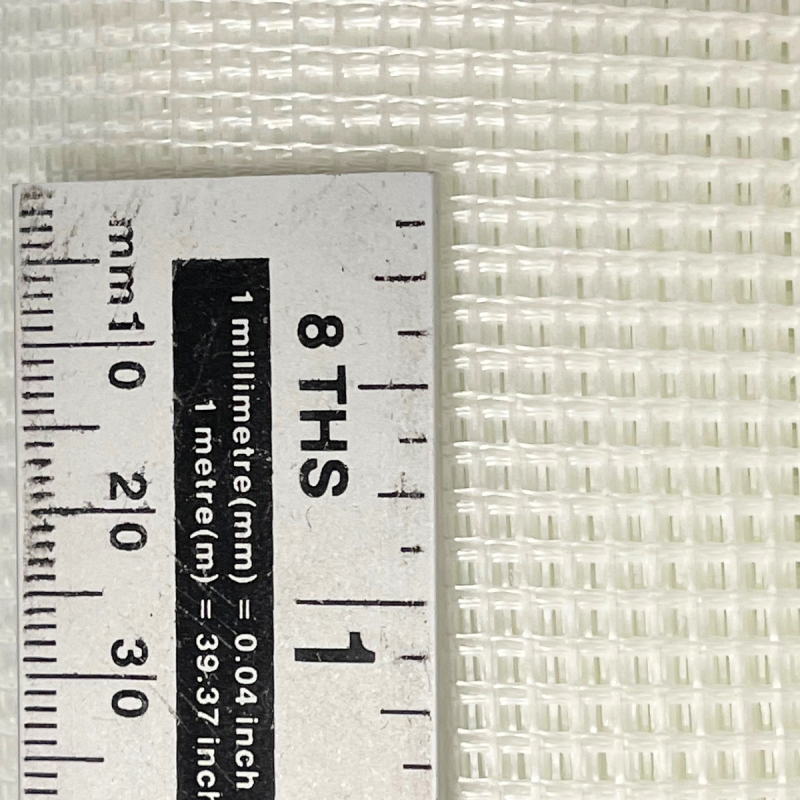 mm 10
20
30
1 millimetre(mm) = 0.04 inch
1 metre(m) = 39.37 inch
8 THS
1